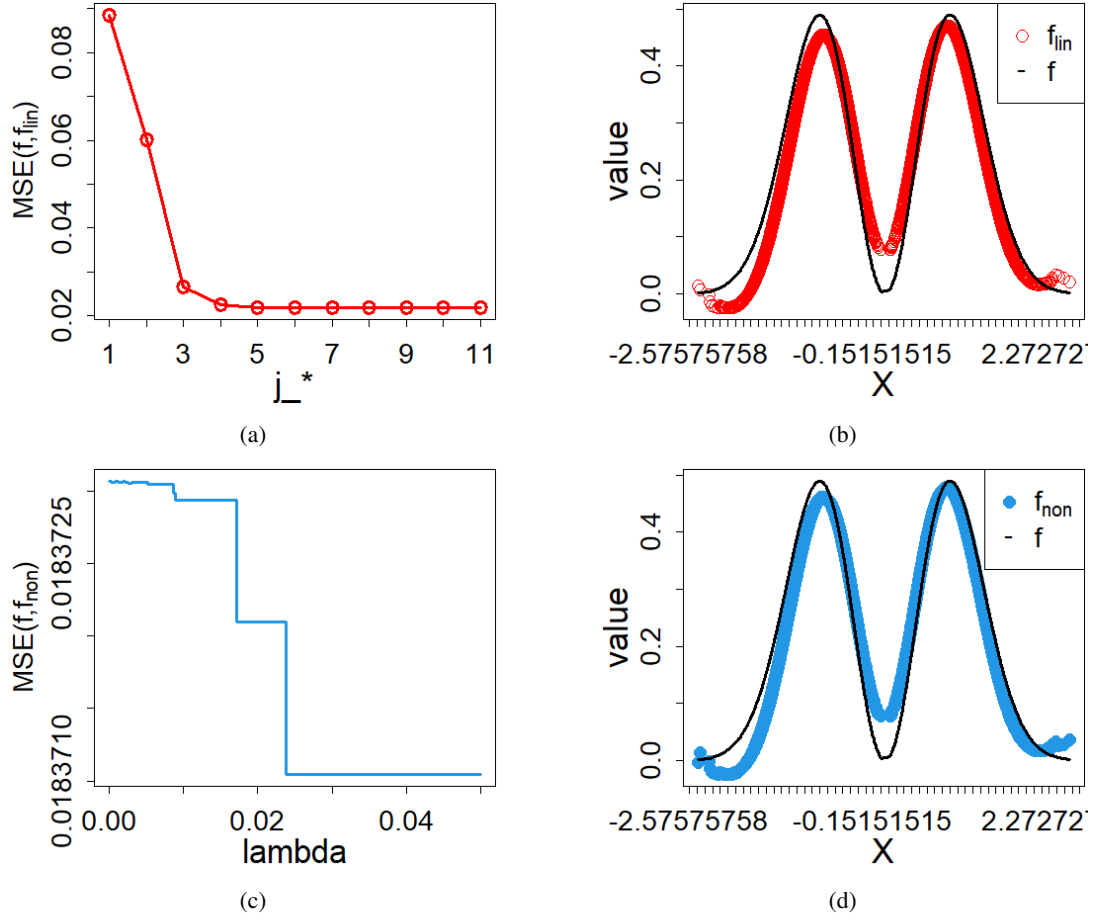 MSE(f,f_lin)
0.08
0.06
0.04
0.02
1 3 5 7 9 11
j_*
(a)
value
0.4
0.2
0.0
f_lin
f
-2.575575758 -0.15151515 2.272727
X
(b)
MSE(f,f_non)
0.0183725
0.0183710
0.00 0.02 0.04
lambda
(c)
value
0.4
0.2
0.0
f_non
f
-2.575575758 -0.15151515 2.272727
X
(d)